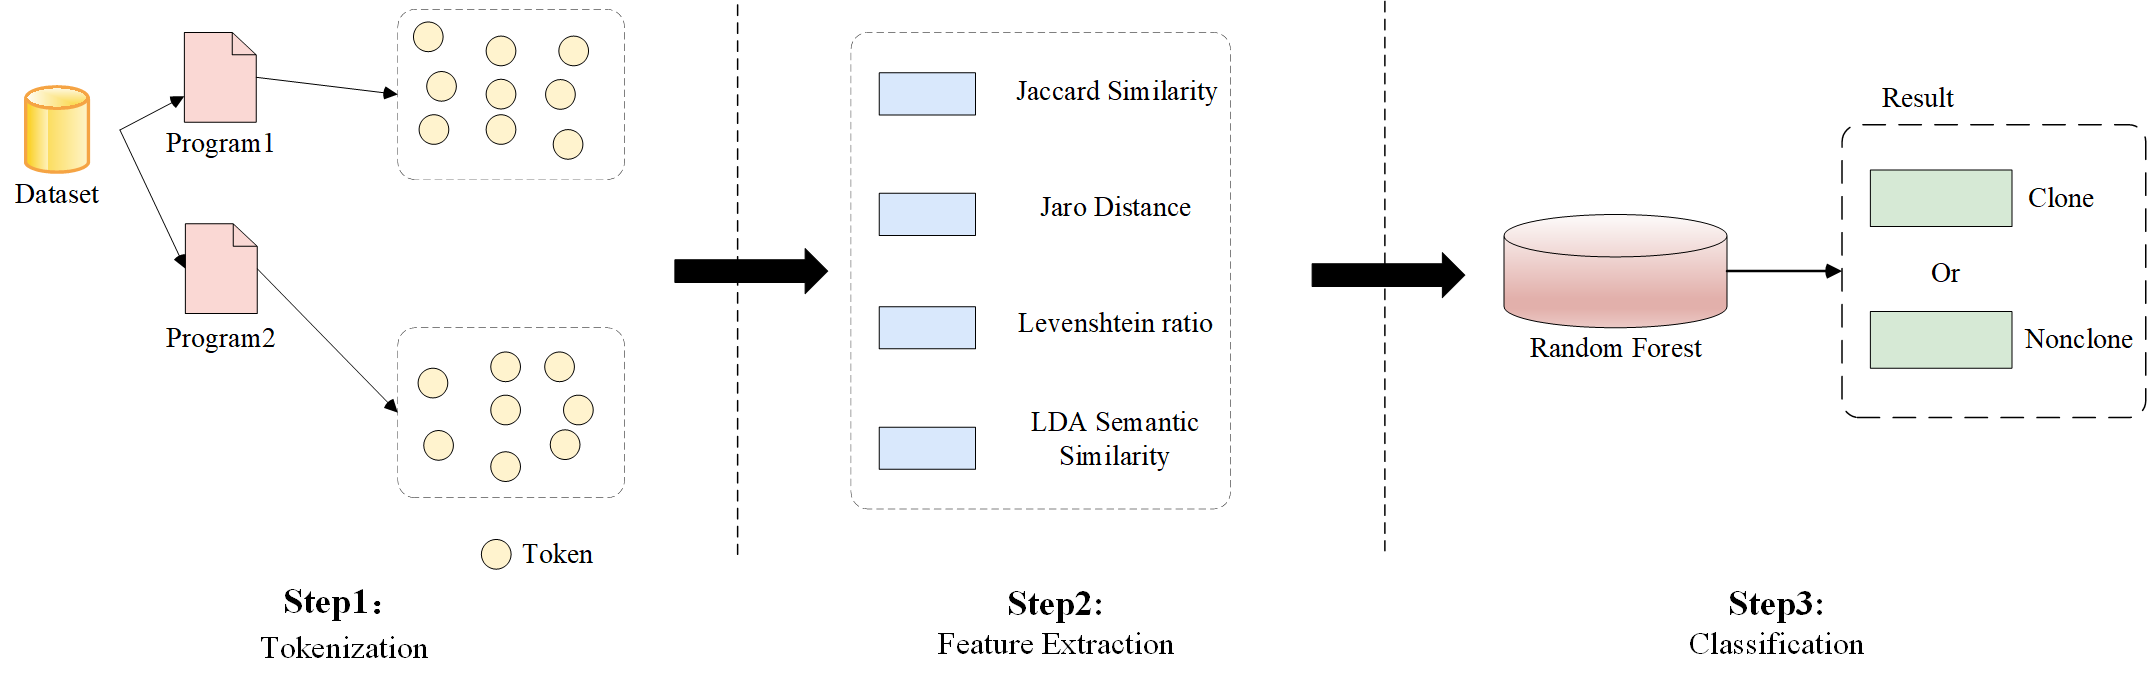 Dataset
Program1
Program2
Token
Step1：
Tokenization
Jaccard Similarity
Jaro Distance
Levenshtein ratio
LDA Semantic
Similarity
Step2:
Feature Extraction
Random Forest
Result
Clone
Or
Nonclone
Step3:
Classification